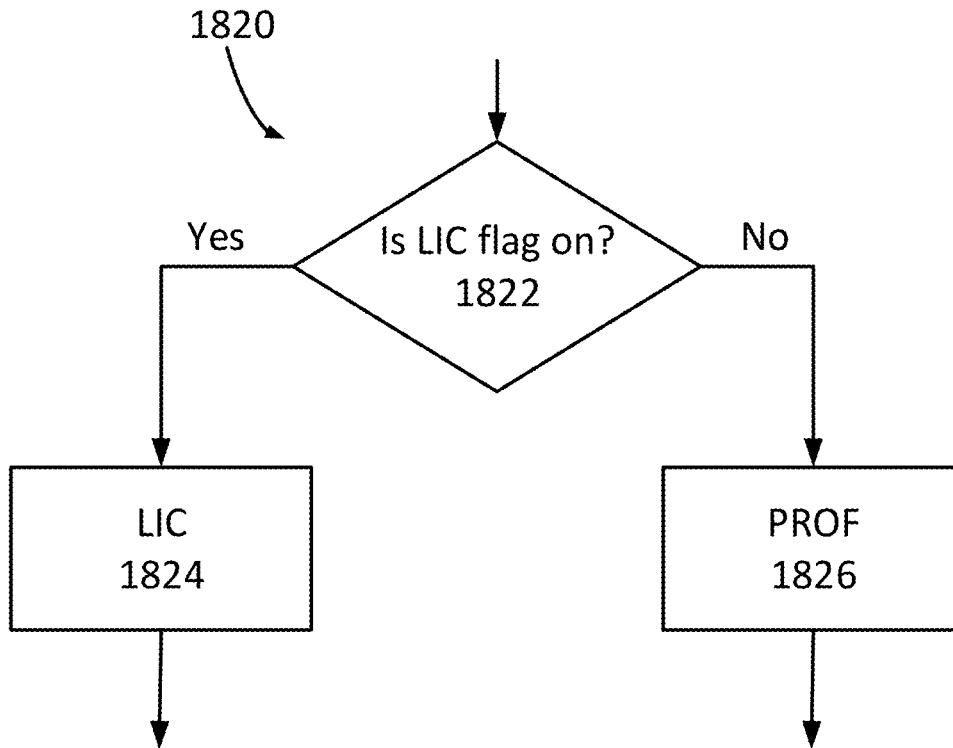 1820
Yes
Is LIC flag on?
No
1822
LIC
1824
PROF
1826